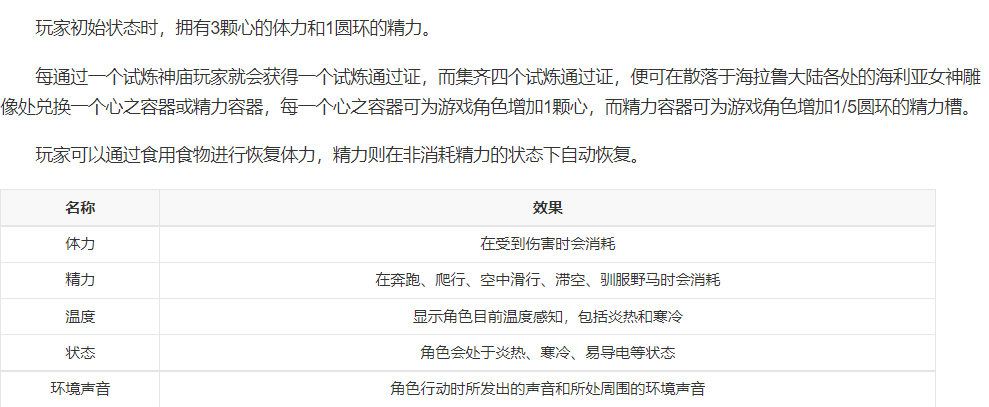 玩家初始状态时，拥有3颗心的体力和1圆环的精力。
每通过一个试炼神庙玩家就会获得一个试炼通过证，而集齐四个试炼通过证，便可在散落于海拉鲁大陆各处的海利亚女神雕
像处兑换一个心之容器或精力容器，每一个心之容器可为游戏角色增加1颗心，而精力容器可为游戏角色增加1/5圆环的精力槽。
玩家可以通过食用食物进行恢复体力，精力则在非消耗精力的状态下自动恢复。
名称 效果
体力 在受到伤害时会消耗
精力 在奔跑、爬行、空中滑行、滞空、驯服野马时会消耗
温度 显示角色目前温度感知，包括炎热和寒冷
状态 角色会处于炎热、寒冷、易导电等状态
环境声音 角色行动时所发出的声音和所处周围的环境声音